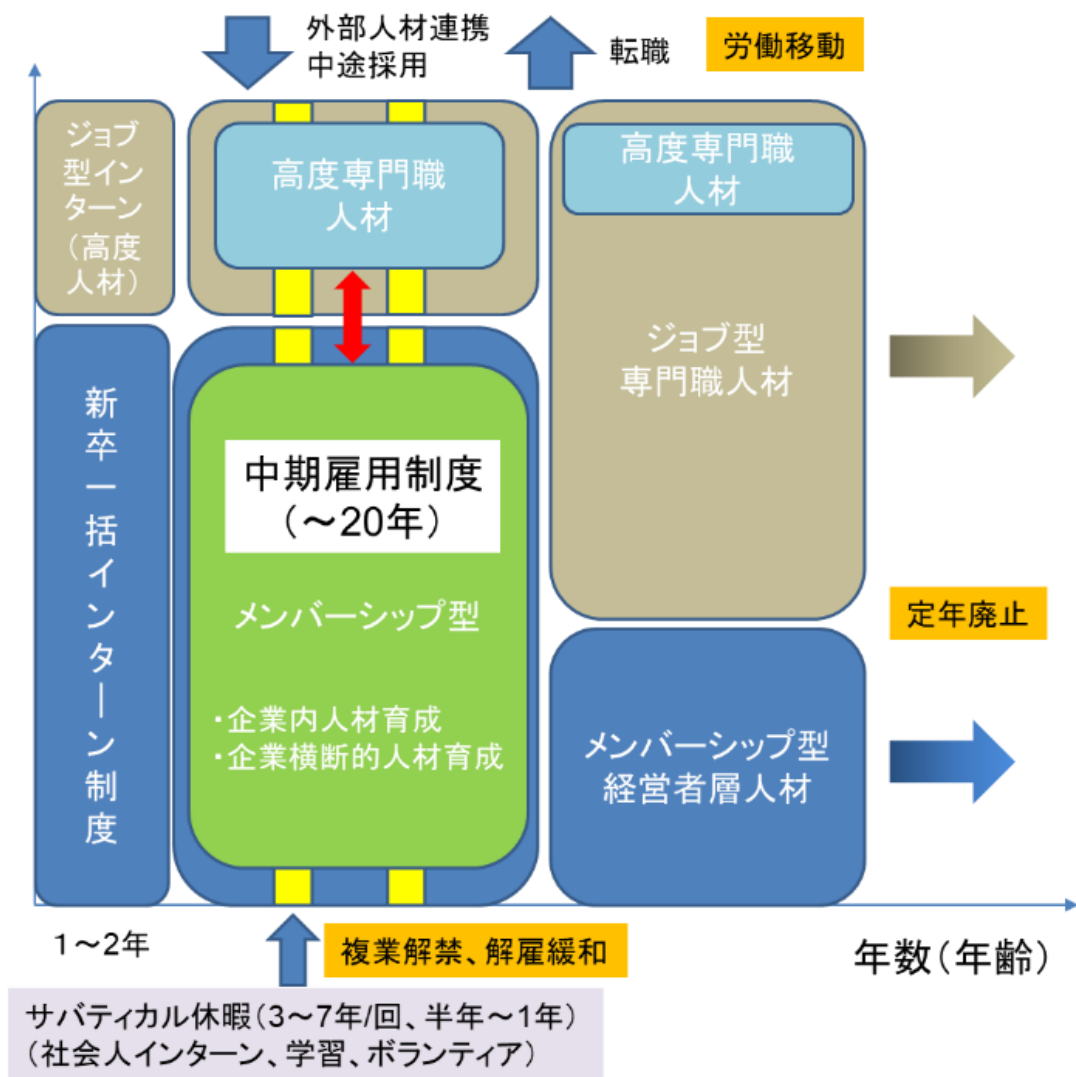 外部人材連携
中途採用
転職
労働移動
ジョブ
型インターン
(高度
人材)
高度専門職
人材
高度専門職
人材
ジョブ型
専門職人材
新卒一括インターン制度
中期雇用制度
(～20年)
メンバーシップ型
・企業内人材育成
・企業横断的人材育成
定年廃止
メンバーシップ型
経営者層人材
1～2年
複業解禁、解雇緩和
年数(年齢)
サバティカル休暇(3～7年/回、半年～1年)
(社会人インターン、学習、ボランティア)